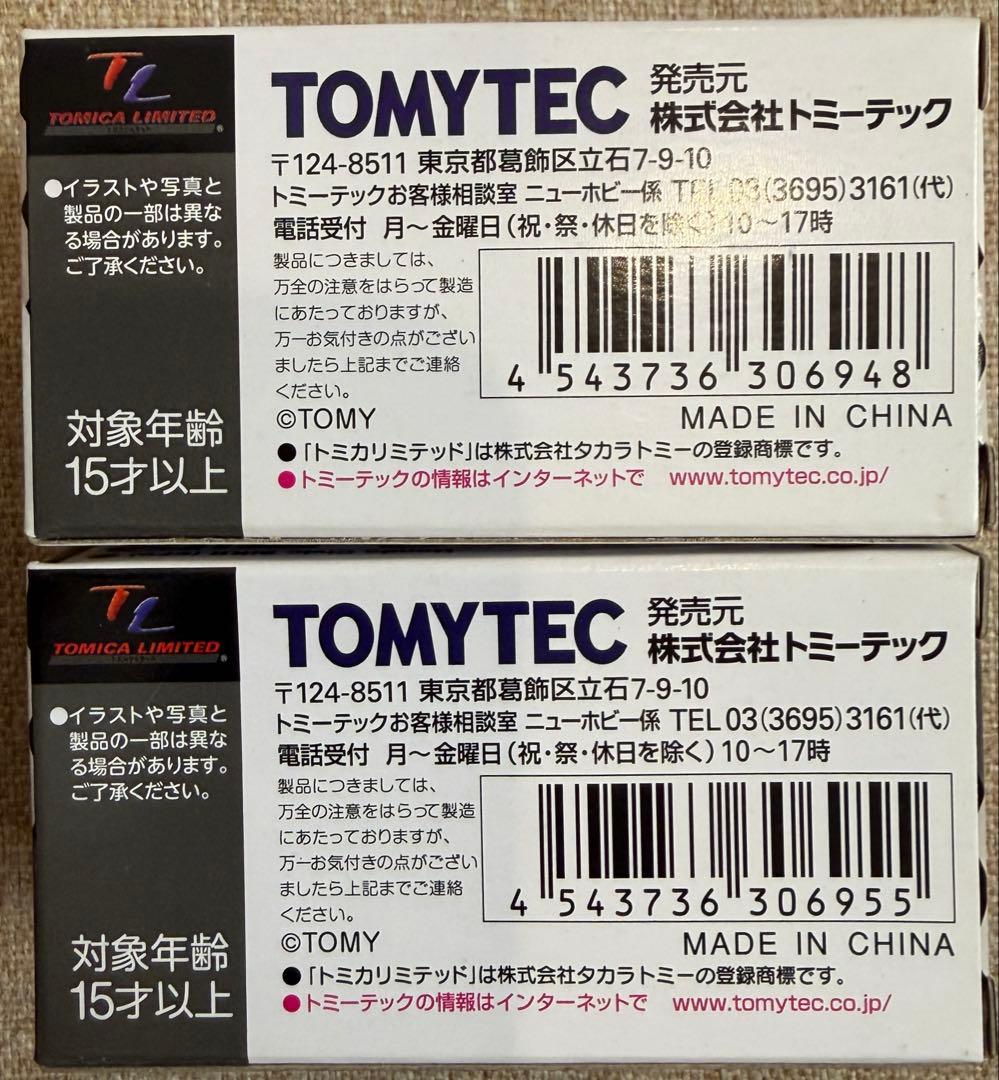 TL
TOMICA LIMITED
®
●イラストや写真と
製品の一部は異な
る場合があります。
ご了承ください。
対象年齢
15才以上
TOMYTEC
発売元
株式会社トミーテック
〒124-8511 東京都葛飾区立石7-9-10
トミーテックお客様相談室 ニューホビー係 TEL 03(3695)3161(代)
電話受付 月〜金曜日(祝・祭・休日を除く)10〜17時
製品につきましては、
万全の注意をはらって製造
にあたっておりますが、
万一お気付きの点がござい
ましたら上記までご連絡
ください。
4 543736 306948
©TOMY
MADE IN CHINA
●「トミカリミテッド」は株式会社タカラトミーの登録商標です。
●トミーテックの情報はインターネットで www.tomytec.co.jp/
TL
TOMICA LIMITED
®
●イラストや写真と
製品の一部は異な
る場合があります。
ご了承ください。
対象年齢
15才以上
TOMYTEC
発売元
株式会社トミーテック
〒124-8511 東京都葛飾区立石7-9-10
トミーテックお客様相談室 ニューホビー係 TEL 03(3695)3161(代)
電話受付 月〜金曜日(祝・祭・休日を除く)10〜17時
製品につきましては、
万全の注意をはらって製造
にあたっておりますが、
万一お気付きの点がござい
ましたら上記までご連絡
ください。
4 543736 306955
©TOMY
MADE IN CHINA
●「トミカリミテッド」は株式会社タカラトミーの登録商標です。
●トミーテックの情報はインターネットで www.tomytec.co.jp/